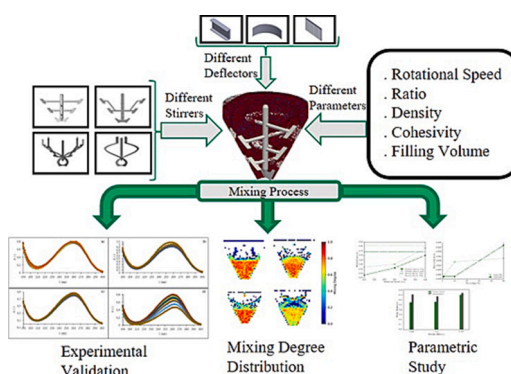 Different
Deflectors
Different
Stirrers
Different
Parameters
. Rotational Speed
. Ratio
. Density
. Cohesivity
. Filling Volume
Mixing Process
Experimental
Validation
Mixing Degree
Distribution
Parametric
Study